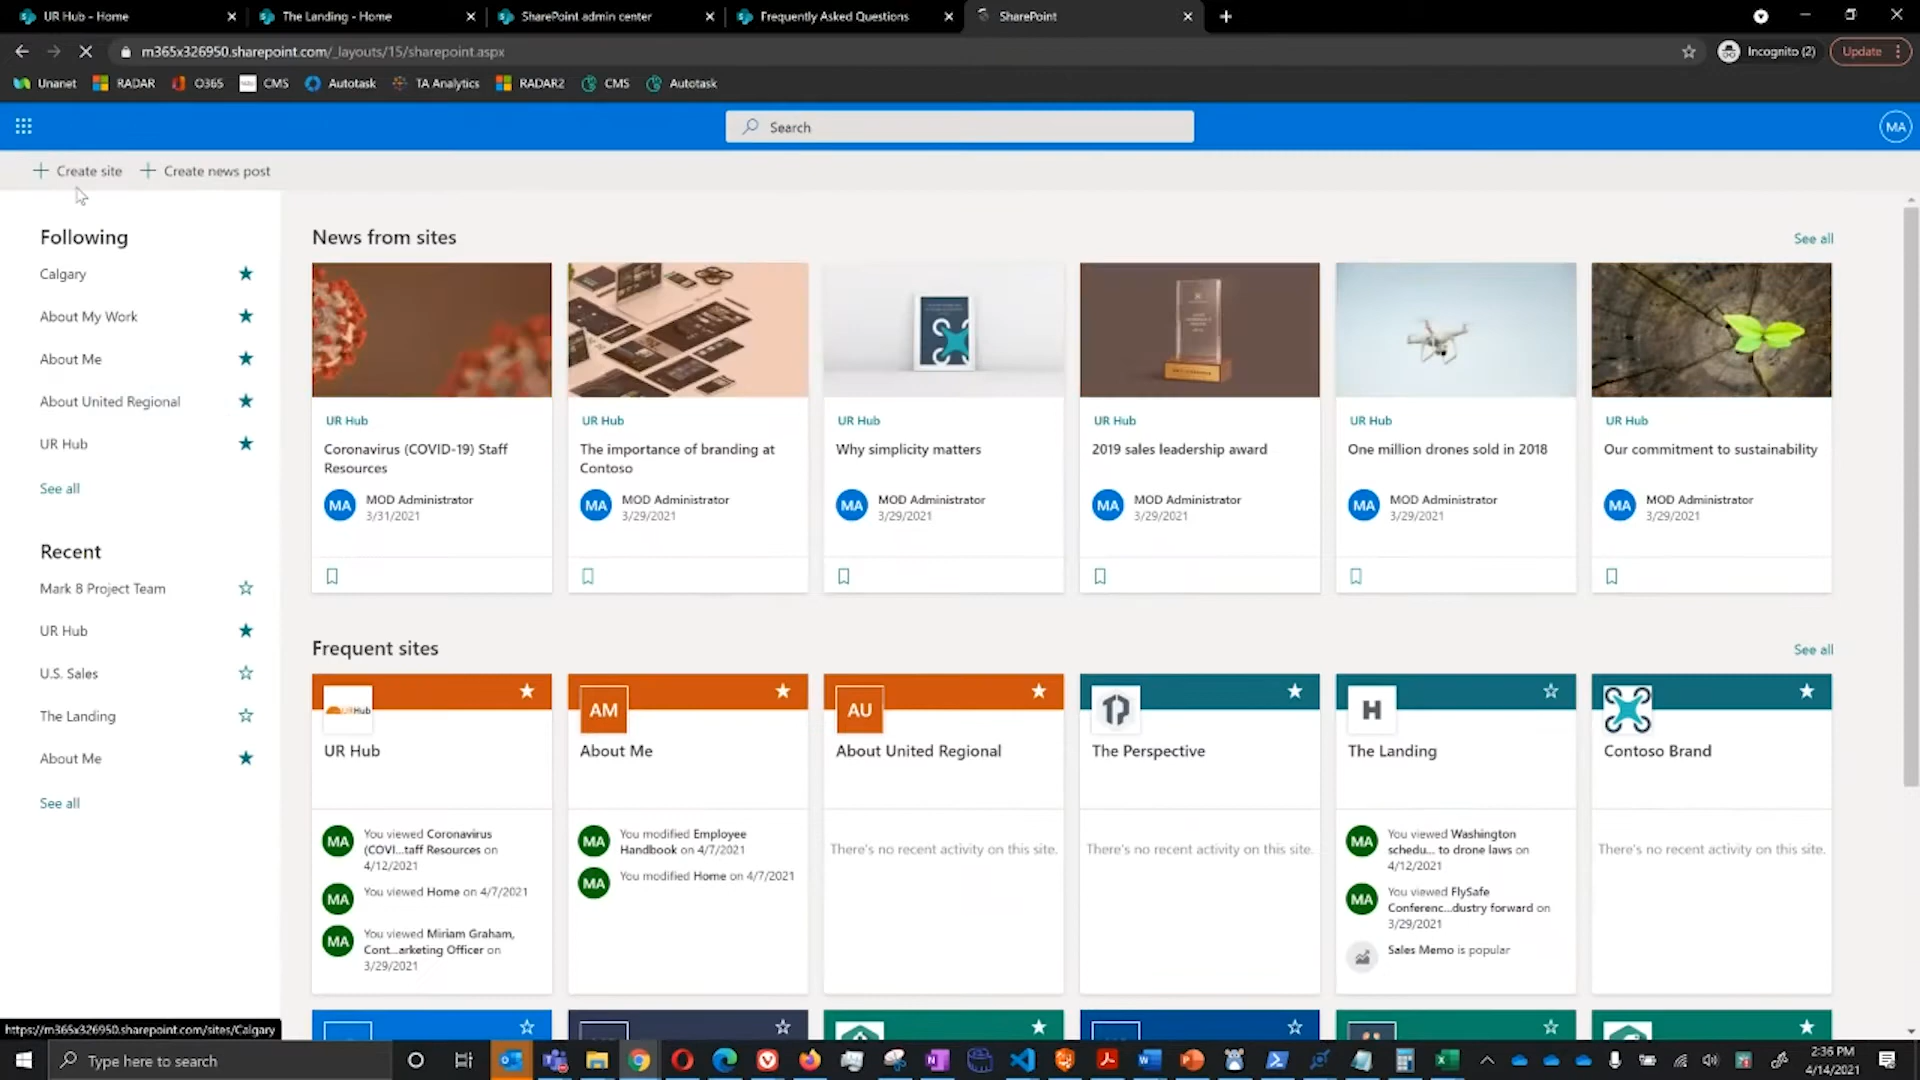 UR Hub - Home
The Landing - Home
SharePoint admin center
Frequently Asked Questions
SharePoint
m365x326950.sharepoint.com/_layouts/15/sharepoint.aspx
Incognito (2)
Update
Unanet
RADAR
O365
CMS
Autotask
TA Analytics
RADAR2
CMS
Autotask
Search
MA
Create site
Create news post
Following
Calgary
About My Work
About Me
About United Regional
UR Hub
See all
Recent
Mark 8 Project Team
UR Hub
U.S. Sales
The Landing
About Me
See all
News from sites
See all
UR Hub
Coronavirus (COVID-19) Staff
Resources
MA
MOD Administrator
3/31/2021
UR Hub
The importance of branding at
Contoso
MA
MOD Administrator
3/29/2021
UR Hub
Why simplicity matters
MA
MOD Administrator
3/29/2021
UR Hub
2019 sales leadership award
MA
MOD Administrator
3/29/2021
UR Hub
One million drones sold in 2018
MA
MOD Administrator
3/29/2021
UR Hub
Our commitment to sustainability
MA
MOD Administrator
3/29/2021
Frequent sites
See all
URHub
UR Hub
MA
You viewed Coronavirus
(COVI...taff Resources on
4/12/2021
MA
You viewed Home on 4/7/2021
MA
You viewed Miriam Graham,
Cont...arketing Officer on
3/29/2021
AM
About Me
MA
You modified Employee
Handbook on 4/7/2021
MA
You modified Home on 4/7/2021
AU
About United Regional
There's no recent activity on this site.
The Perspective
There's no recent activity on this site.
H
The Landing
MA
You viewed Washington
schedu... to drone laws on
4/12/2021
MA
You viewed FlySafe
Conferenc...dustry forward on
3/29/2021
Sales Memo is popular
Contoso Brand
There's no recent activity on this site.
https://m365x326950.sharepoint.com/sites/Calgary
Type here to search
2:36 PM
4/14/2021